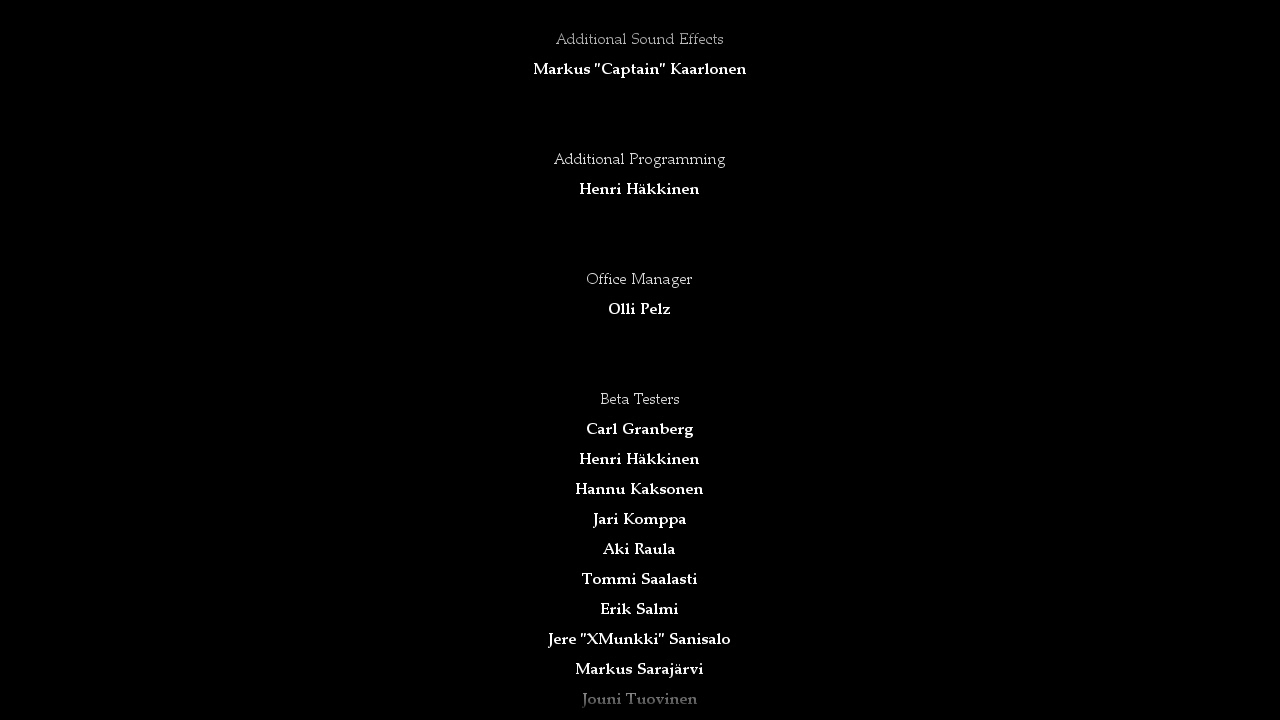 Additional Sound Effects
Markus "Captain" Kaarlonen
Additional Programming
Henri Häkkinen
Office Manager
Olli Pelz
Beta Testers
Carl Granberg
Henri Häkkinen
Hannu Kaksonen
Jari Komppa
Aki Raula
Tommi Saalasti
Erik Salmi
Jere "XMunkki" Sanisalo
Markus Sarajärvi
Jouni Tuovinen